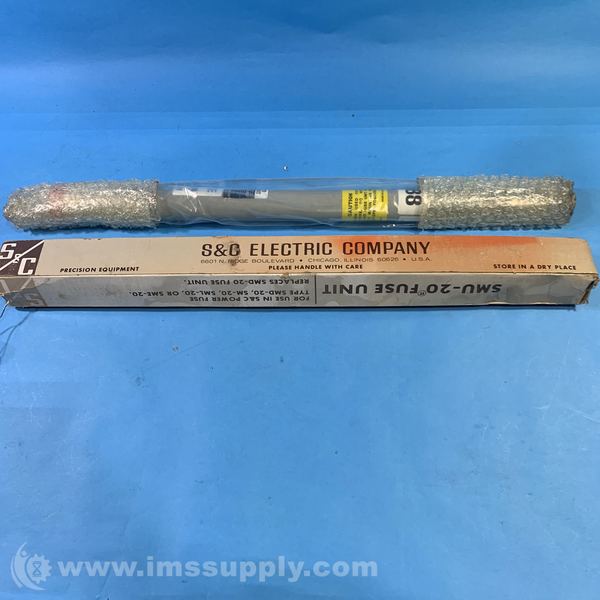 CAUTION
38
S&C ELECTRIC COMPANY
6601 N. RIDGE BOULEVARD • CHICAGO, ILLINOIS 60626 • U.S.A.
S&C
PRECISION EQUIPMENT
PLEASE HANDLE WITH CARE
STORE IN A DRY PLACE
SMU-20® FUSE UNIT
FOR USE IN S&C POWER FUSE
TYPE SMD-20, SM-20, SML-20, OR SME-20.
REPLACES SMD-20 FUSE UNIT.
www.imssupply.com